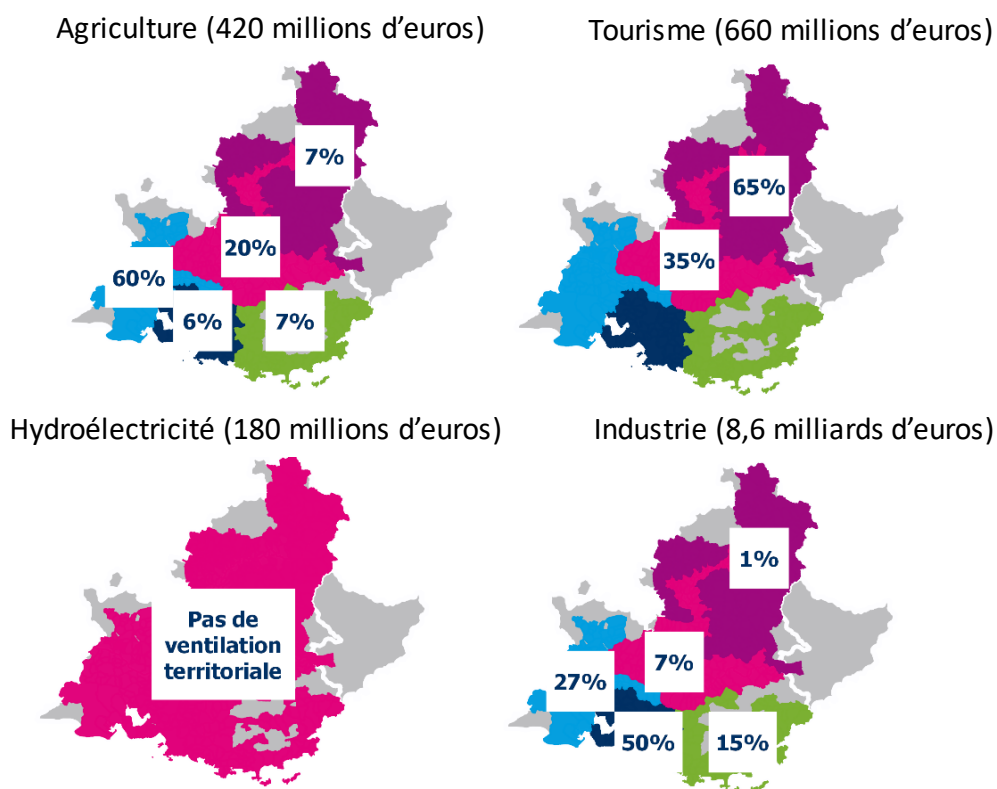 Agriculture (420 millions d’euros)
Tourisme (660 millions d’euros)
7%
20%
60%
6%
7%
65%
35%
Hydroélectricité (180 millions d’euros)
Industrie (8,6 milliards d’euros)
Pas de
ventilation
territoriale
1%
7%
27%
50%
15%